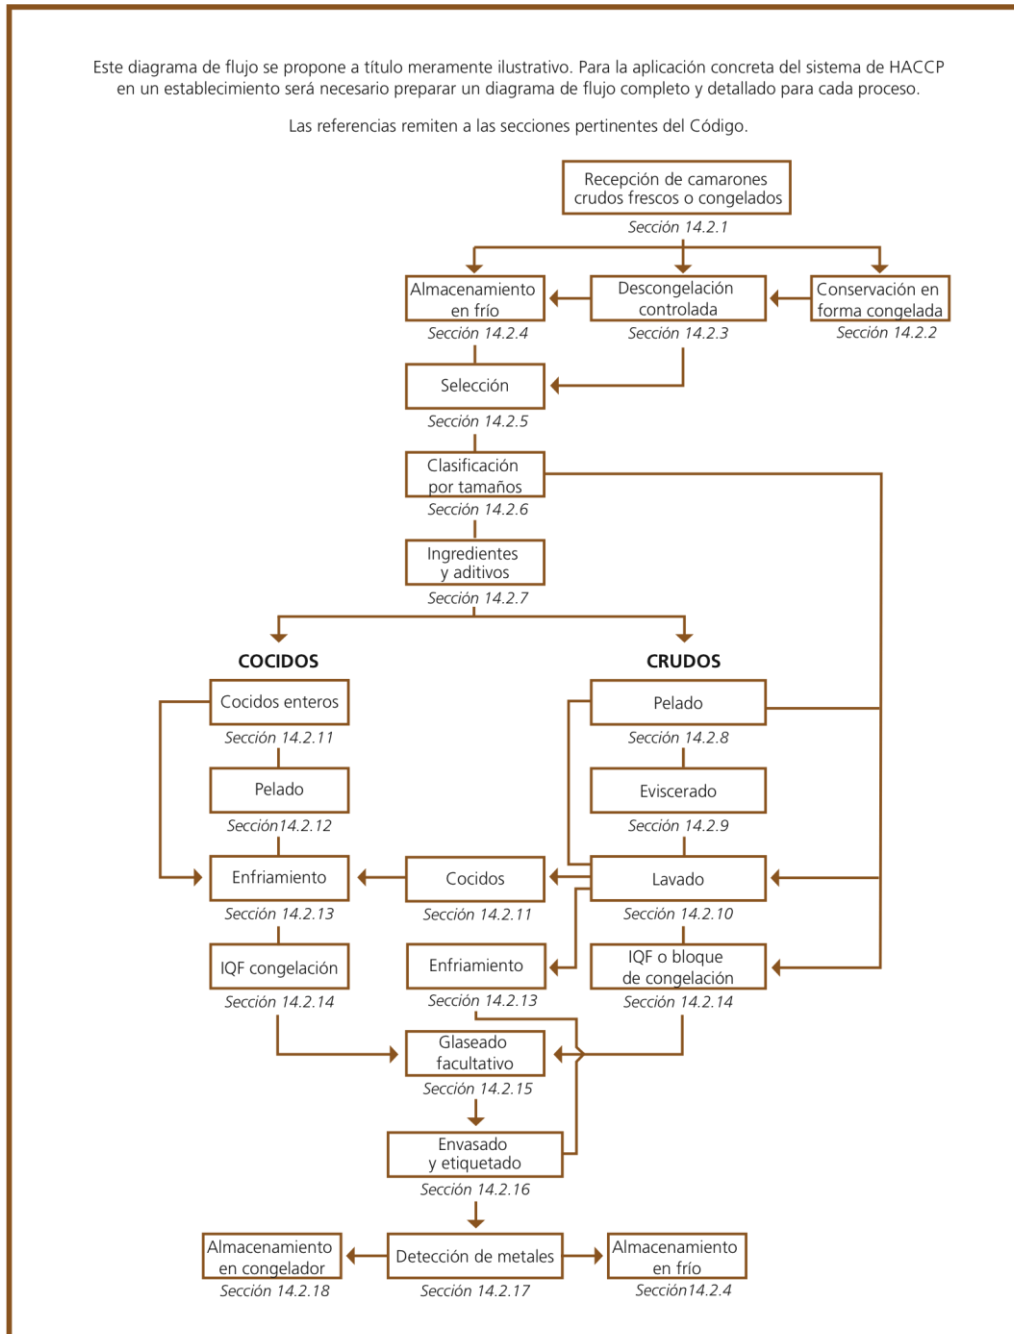 Este diagrama de flujo se propone a título meramente ilustrativo. Para la aplicación concreta del sistema de HACCP
en un establecimiento será necesario preparar un diagrama de flujo completo y detallado para cada proceso.
Las referencias remiten a las secciones pertinentes del Código.
Recepción de camarones
crudos frescos o congelados
Sección 14.2.1
Almacenamiento
en frío
Sección 14.2.4
Descongelación
controlada
Sección 14.2.3
Conservación en
forma congelada
Sección 14.2.2
Selección
Sección 14.2.5
Clasificación
por tamaños
Sección 14.2.6
Ingredientes
y aditivos
Sección 14.2.7
COCIDOS
CRUDOS
Cocidos enteros
Sección 14.2.11
Pelado
Sección 14.2.8
Pelado
Sección14.2.12
Eviscerado
Sección 14.2.9
Enfriamiento
Sección 14.2.13
Cocidos
Sección 14.2.11
Lavado
Sección 14.2.10
IQF congelación
Sección 14.2.14
Enfriamiento
Sección 14.2.13
IQF o bloque
de congelación
Sección 14.2.14
Glaseado
facultativo
Sección 14.2.15
Envasado
y etiquetado
Sección 14.2.16
Almacenamiento
en congelador
Sección 14.2.18
Detección de metales
Sección 14.2.17
Almacenamiento
en frío
Sección14.2.4